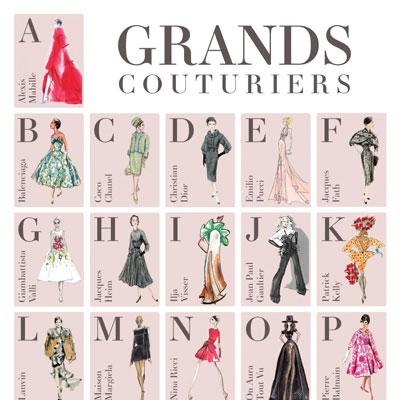 A
Alexis
Mabille
GRANDS
COUTURIERS
B
Balenciaga
C
Coco
Chanel
D
Christian
Dior
E
Emilio
Pucci
F
Jacques
Fath
G
Giambattista
Valli
H
Jacques
Heim
I
Ilja
Visser
J
Jean Paul
Gaultier
K
Patrick
Kelly
L
Lanvin
M
Maison
Margiela
N
Nina Ricci
O
On Aura
Tout Vu
P
Pierre
Balmain